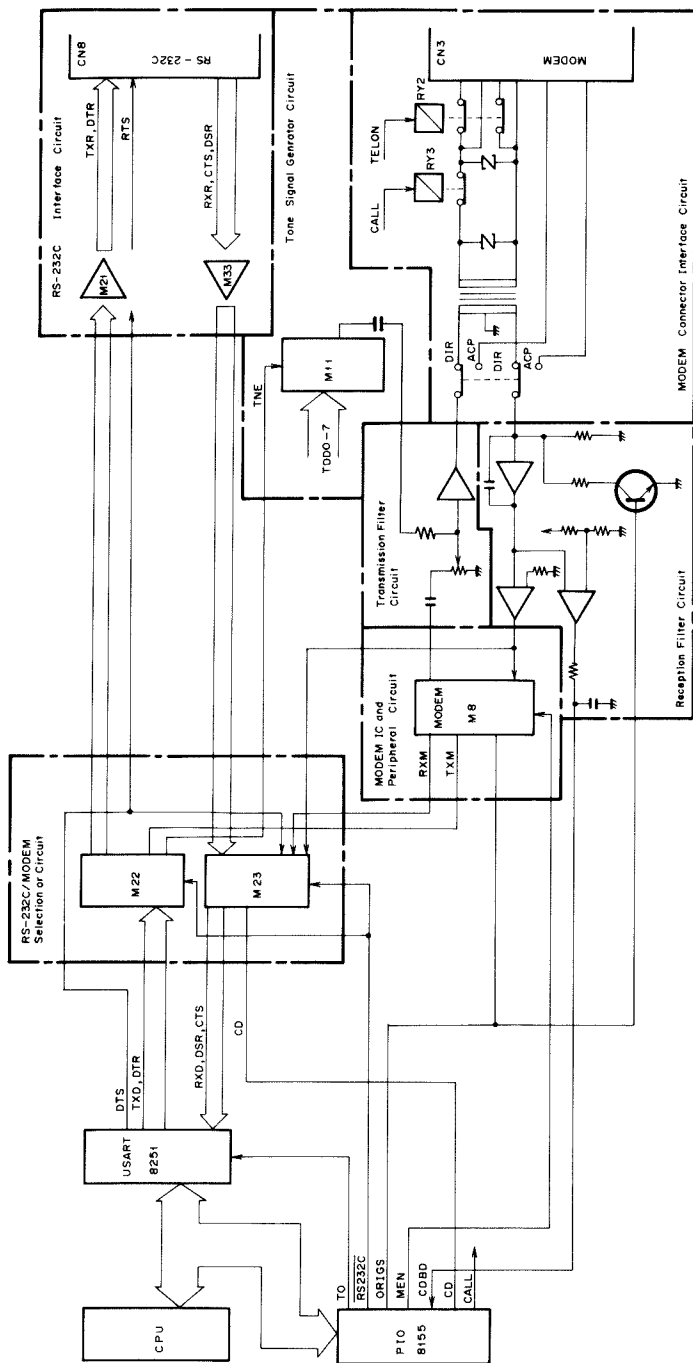 CPU
PIO
8155
TO
RS232C
ORIGS
MEN
CDBD
CD
CALL
USART
8251
DTS
TXD, DTR
RXD, DSR, CTS
CD
RS-232C/MODEM
Selection or Circuit
M22
M23
RS-232C Interface Circuit
M21
M33
TXR, DTR
RTS
RXR, CTS, DSR
CN8
RS-232C
Tone Signal Genrator Circuit
TNE
M11
TDD0-7
MODEM IC and
Peripheral Circuit
RXM
TXM
MODEM
M8
Transmission Filter
Circuit
Reception Filter Circuit
DIR
ACP
DIR
ACP
CALL
RY3
TELON
RY2
CN3
MODEM
MODEM Connector Interface Circuit